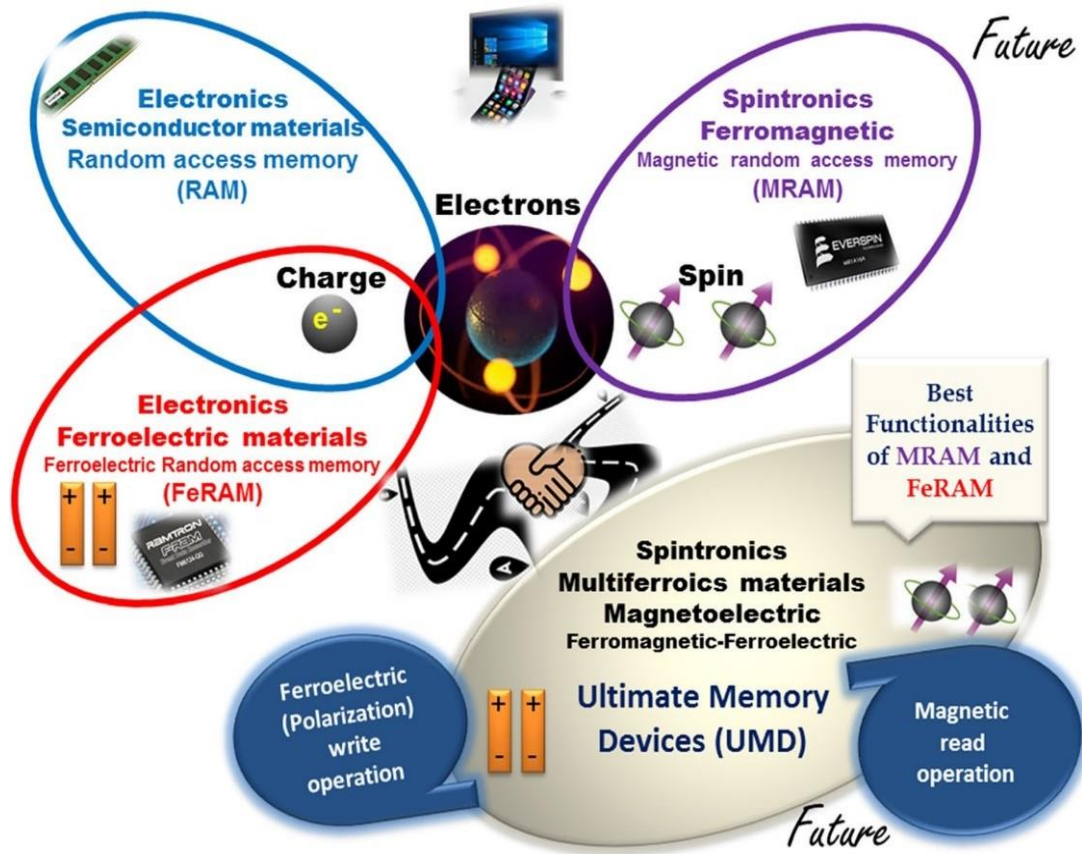 Future
Electronics
Semiconductor materials
Random access memory
(RAM)
Spintronics
Ferromagnetic
Magnetic random access memory
(MRAM)
EVERSPIN
Electrons
Charge
e-
Spin
Electronics
Ferroelectric materials
Ferroelectric Random access memory
(FeRAM)
+ +
- -
RAMTRON
FRAM
Best
Functionalities
of MRAM and
FeRAM
A
Spintronics
Multiferroics materials
Magnetoelectric
Ferromagnetic-Ferroelectric
Ultimate Memory
Devices (UMD)
+ +
- -
Ferroelectric
(Polarization)
write
operation
Magnetic
read
operation
Future